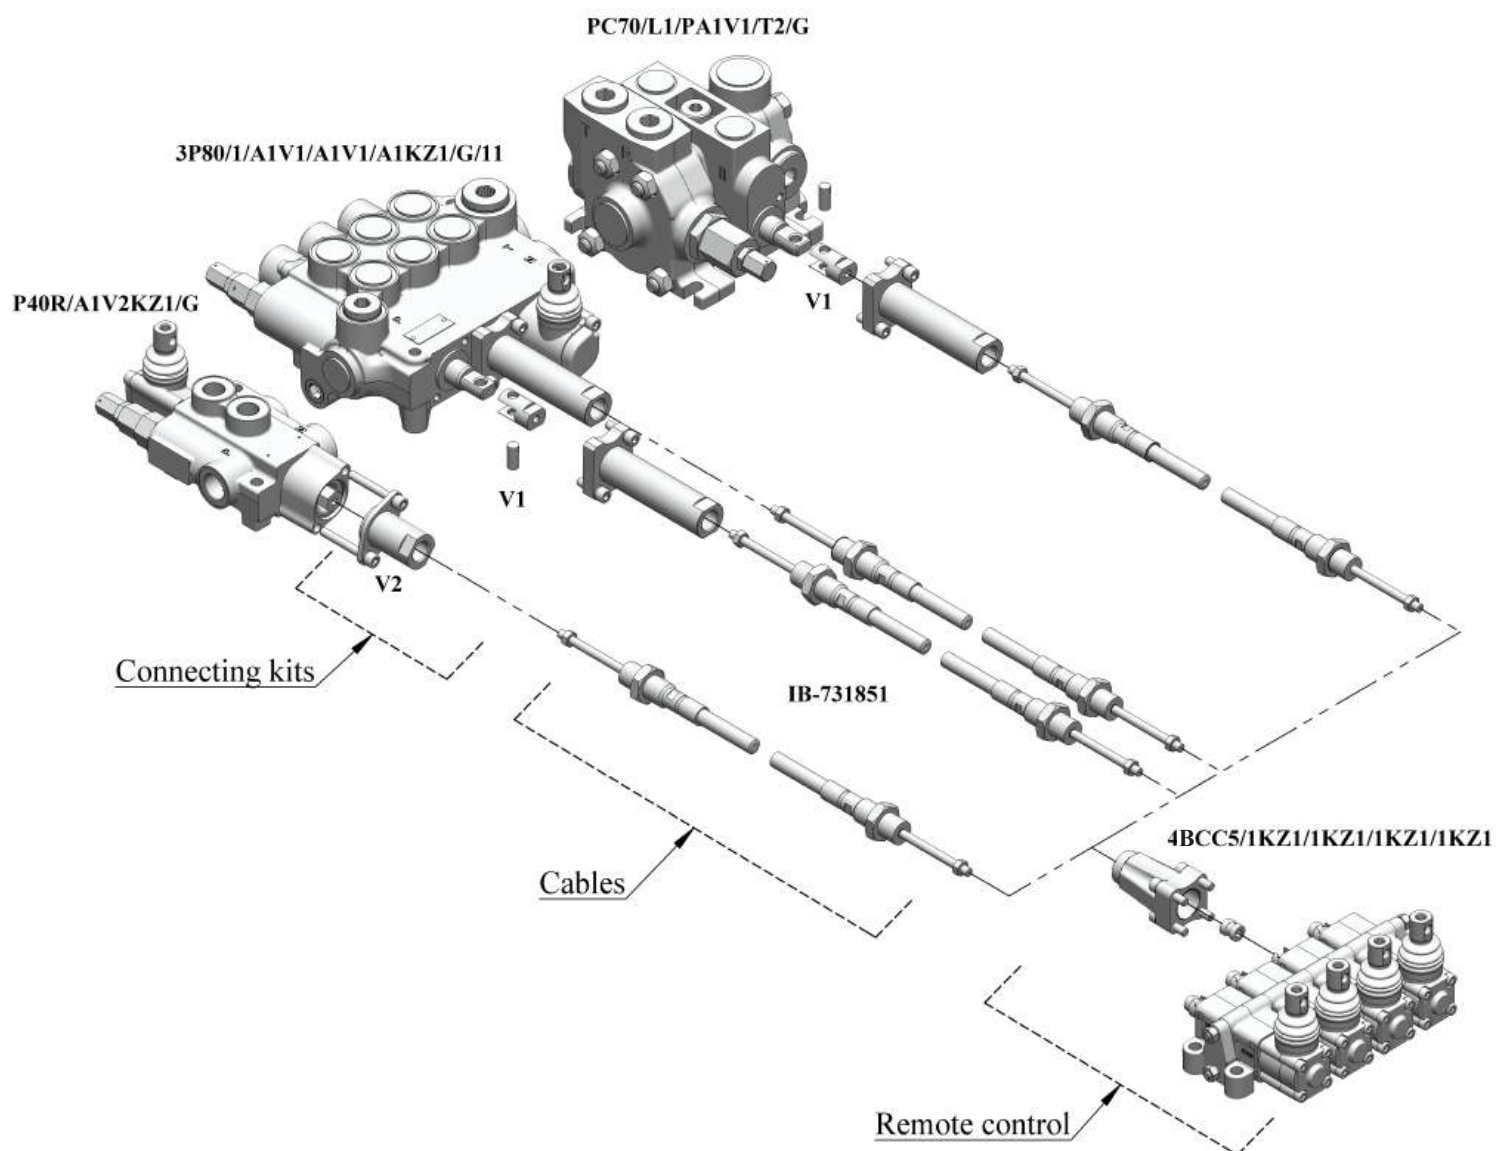 PC70/L1/PA1V1/T2/G
3P80/1/A1V1/A1V1/A1KZ1/G/11
P40R/A1V2KZ1/G
V1
V1
V2
Connecting kits
IB-731851
Cables
4BCC5/1KZ1/1KZ1/1KZ1/1KZ1
Remote control